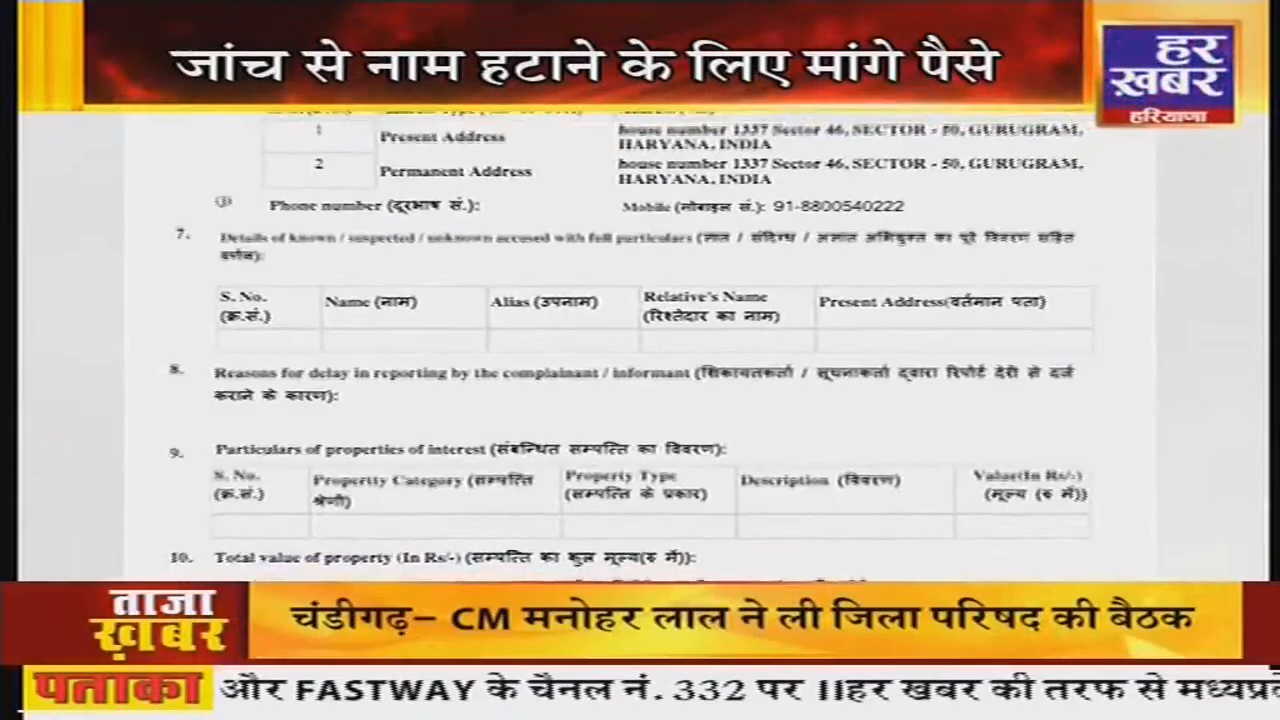 जांच से नाम हटाने के लिए मांगे पैसे
हर
ख़बर
हरियाणा
1 Present Address house number 1337 Sector 46, SECTOR - 50, GURUGRAM,
HARYANA, INDIA
2 Permanent Address house number 1337 Sector 46, SECTOR - 50, GURUGRAM,
HARYANA, INDIA
(j) Phone number (दूरभाष सं.): Mobile (मोबाइल सं.): 91-8800540222
7. Details of known / suspected / unknown accused with full particulars (ज्ञात / संदिग्ध / अज्ञात अभियुक्त का पूरे विवरण सहित
वर्णन):
S. No. Name (नाम) Alias (उपनाम) Relative's Name Present Address(वर्तमान पता)
(क्र.सं.) (रिश्तेदार का नाम)
8. Reasons for delay in reporting by the complainant / informant (शिकायतकर्ता / सूचनाकर्ता द्वारा रिपोर्ट देरी से दर्ज
कराने के कारण):
9. Particulars of properties of interest (संबन्धित सम्पत्ति का विवरण):
S. No. Property Category (सम्पत्ति Property Type Description (विवरण) Value(In Rs/-)
(क्र.सं.) श्रेणी) (सम्पत्ति के प्रकार) (मूल्य (रु में))
10. Total value of property (In Rs/-) (सम्पत्ति का कुल मूल्य(रु में)):
ताजा
ख़बर
चंडीगढ़– CM मनोहर लाल ने ली जिला परिषद की बैठक
पताका
और FASTWAY के चैनल नं. 332 पर ||हर खबर की तरफ से मध्यप्रदे